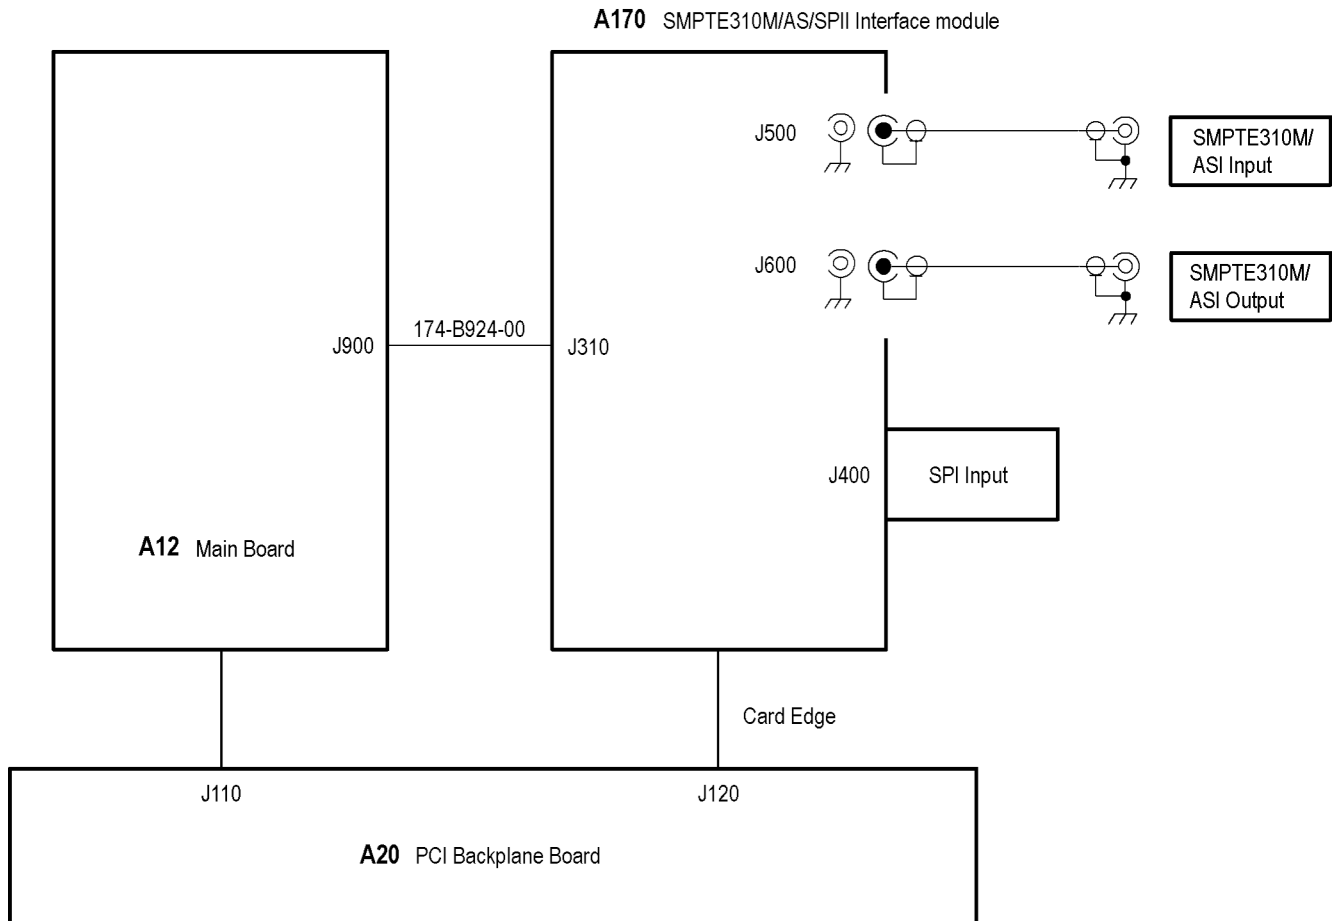 A170 SMPTE310M/AS/SPII Interface module
J500
SMPTE310M/
ASI Input
J600
SMPTE310M/
ASI Output
174-B924-00
J900
J310
J400
SPI Input
A12 Main Board
Card Edge
J110
J120
A20 PCI Backplane Board